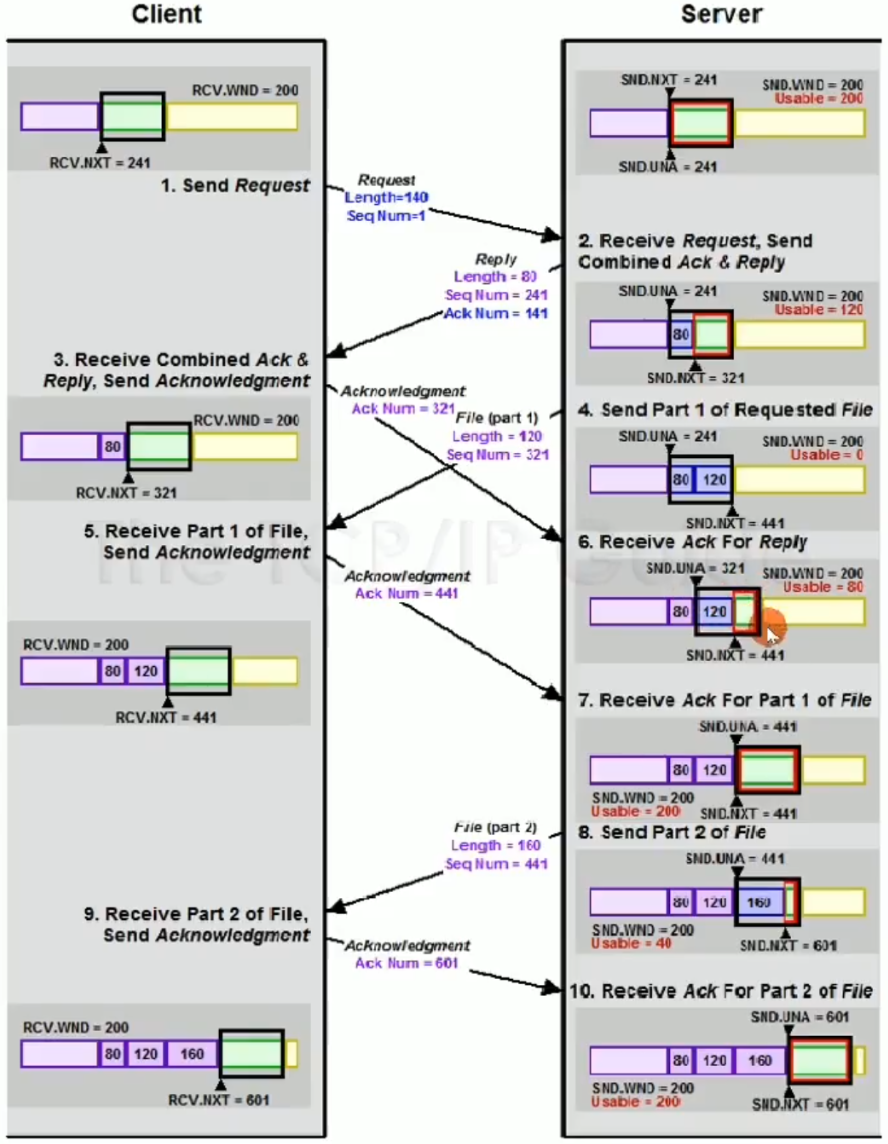 Client
Server
RCV.WND = 200
RCV.NXT = 241
SND.NXT = 241
SND.WND = 200
Usable = 200
SND.UNA = 241
1. Send Request
Request
Length=140
Seq Num=1
2. Receive Request, Send
Combined Ack & Reply
Reply
Length = 80
Seq Num = 241
Ack Num = 141
SND.UNA = 241
SND.WND = 200
Usable = 120
80
SND.NXT = 321
3. Receive Combined Ack &
Reply, Send Acknowledgment
Acknowledgment
Ack Num = 321
RCV.WND = 200
80
RCV.NXT = 321
4. Send Part 1 of Requested File
File (part 1)
Length = 120
Seq Num = 321
SND.UNA = 241
SND.WND = 200
Usable = 0
80 120
SND.NXT = 441
5. Receive Part 1 of File,
Send Acknowledgment
Acknowledgment
Ack Num = 441
RCV.WND = 200
80 120
RCV.NXT = 441
6. Receive Ack For Reply
SND.UNA = 321
SND.WND = 200
Usable = 80
80 120
SND.NXT = 441
7. Receive Ack For Part 1 of File
SND.UNA = 441
80 120
SND.WND = 200
Usable = 200
SND.NXT = 441
8. Send Part 2 of File
File (part 2)
Length = 160
Seq Num = 441
SND.UNA = 441
80 120 160
SND.WND = 200
Usable = 40
SND.NXT = 601
9. Receive Part 2 of File,
Send Acknowledgment
Acknowledgment
Ack Num = 601
RCV.WND = 200
80 120 160
RCV.NXT = 601
10. Receive Ack For Part 2 of File
SND.UNA = 601
80 120 160
SND.WND = 200
Usable = 200
SND.NXT = 601
The TCP/IP